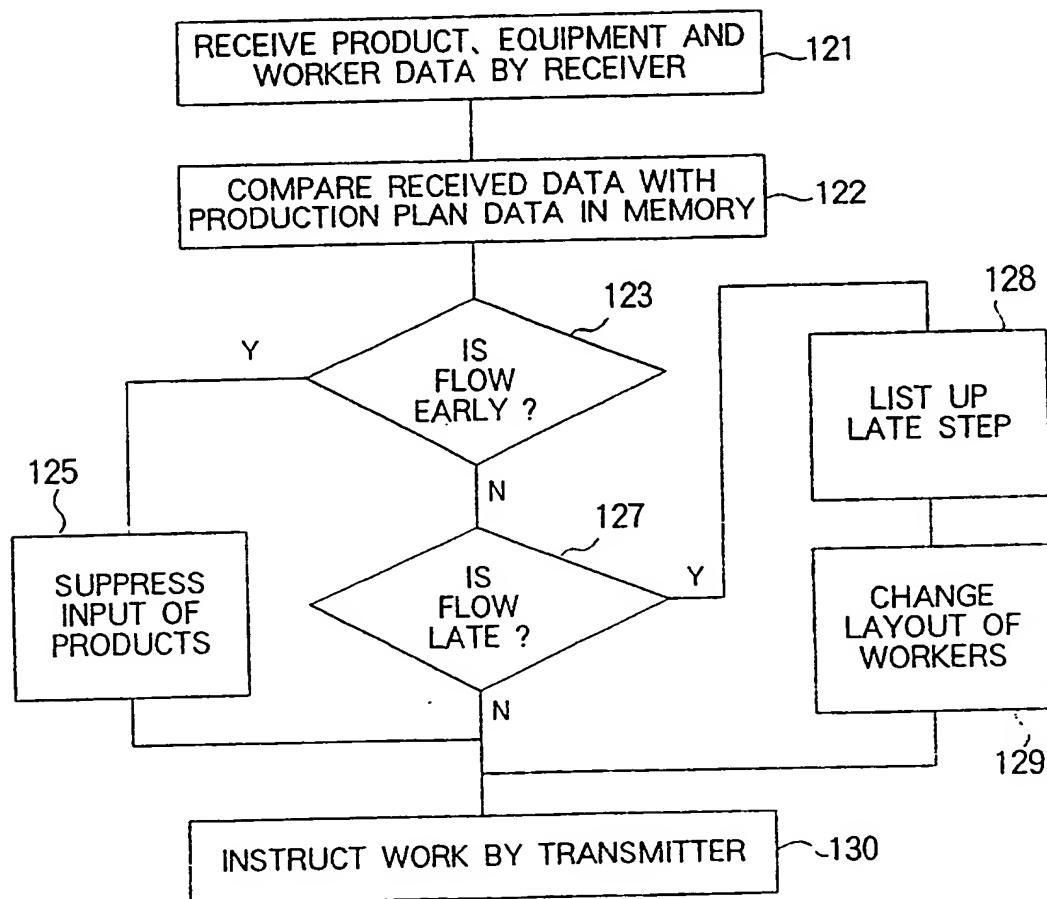 RECEIVE PRODUCT、EQUIPMENT AND
WORKER DATA BY RECEIVER
121
COMPARE RECEIVED DATA WITH
PRODUCTION PLAN DATA IN MEMORY
122
123
Y
IS
FLOW
EARLY ?
N
128
LIST UP
LATE STEP
125
SUPPRESS
INPUT OF
PRODUCTS
127
Y
IS
FLOW
LATE ?
N
CHANGE
LAYOUT OF
WORKERS
129
INSTRUCT WORK BY TRANSMITTER
130